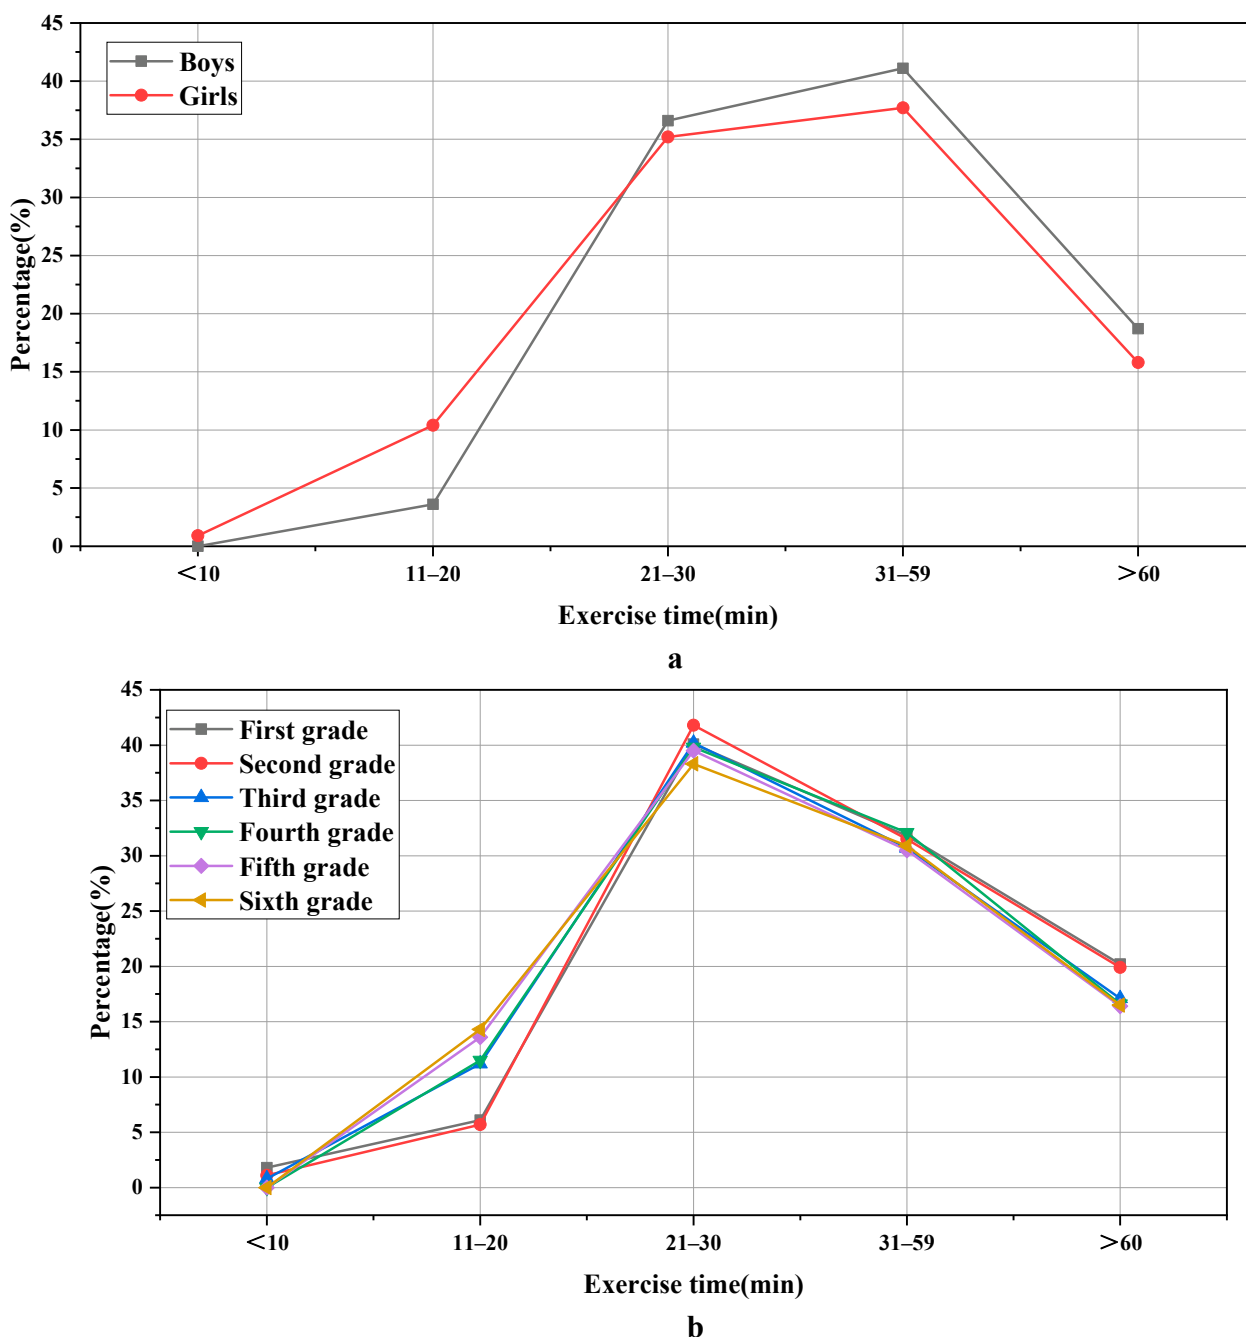 45
40
35
30
25
20
15
10
5
0
Percentage(%)
Boys
Girls
<10 11–20 21–30 31–59 >60
Exercise time(min)
a
45
40
35
30
25
20
15
10
5
0
Percentage(%)
First grade
Second grade
Third grade
Fourth grade
Fifth grade
Sixth grade
<10 11–20 21–30 31–59 >60
Exercise time(min)
b